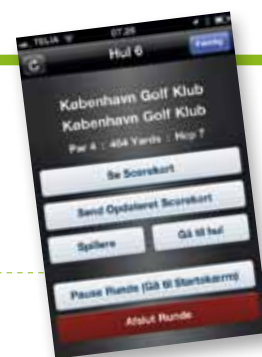 TELIA 07.26
Hul 6
Færdig
København Golf Klub
København Golf Klub
Par 4 : 404 Yards : Hcp 7
Se Scorekort
Send Opdateret Scorekort
Spillere Gå til hul
Pause Runde (Gå til Startskærm)
Afslut Runde